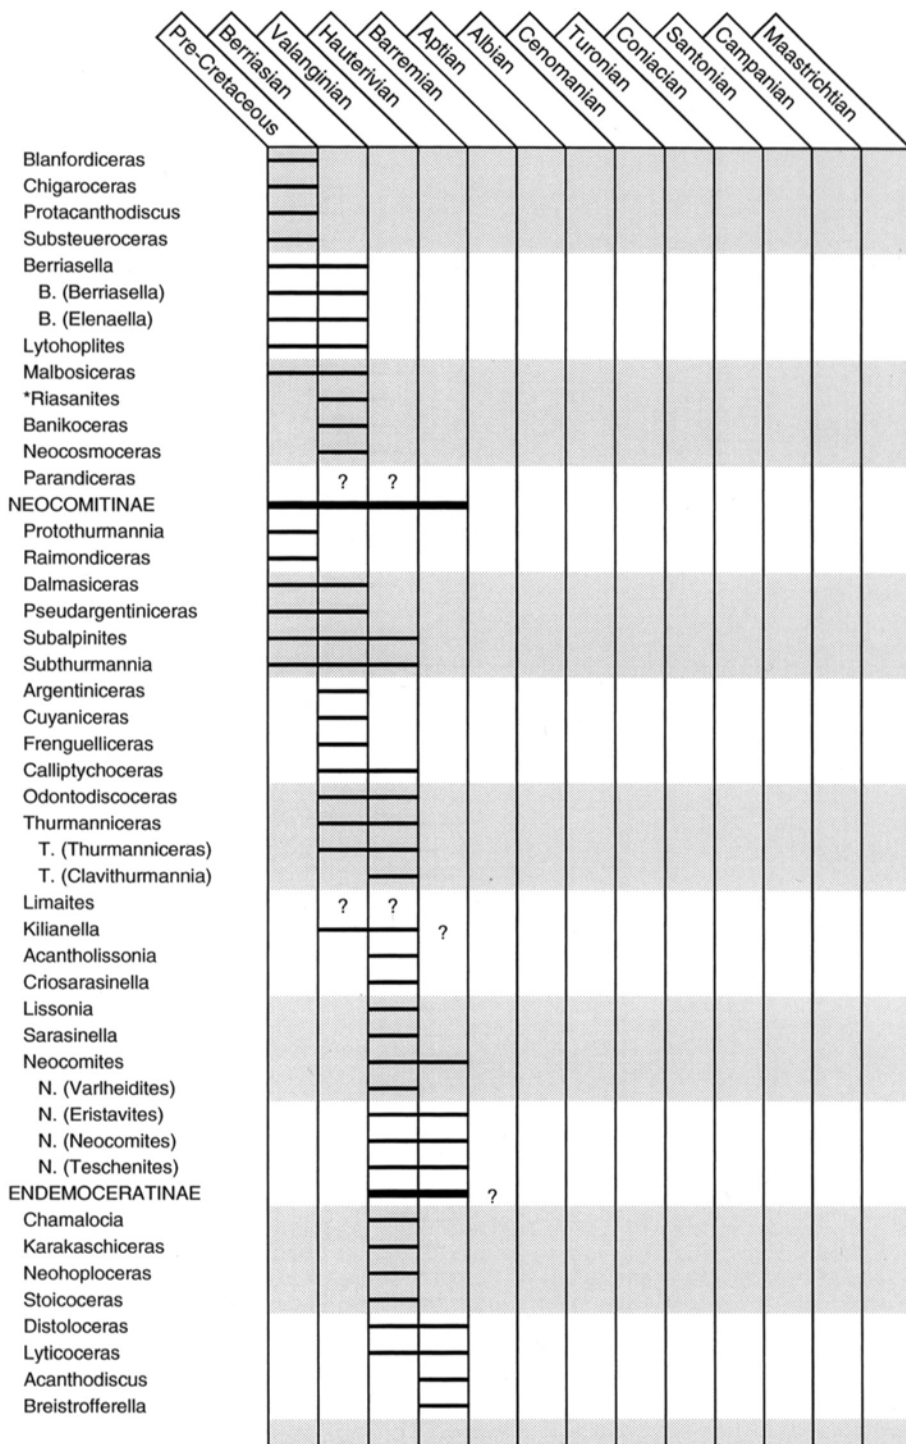 Pre-Cretaceous
Berriasian
Valanginian
Hauterivian
Barremian
Aptian
Albian
Cenomanian
Turonian
Coniacian
Santonian
Campanian
Maastrichtian
Blanfordiceras
Chigaroceras
Protacanthodiscus
Substeueroceras
Berriasella
B. (Berriasella)
B. (Elenaella)
Lytohoplites
Malbosiceras
*Riasanites
Banikoceras
Neocosmoceras
Parandiceras ? ?
NEOCOMITINAE
Protothurmannia
Raimondiceras
Dalmasiceras
Pseudargentiniceras
Subalpinites
Subthurmannia
Argentiniceras
Cuyaniceras
Frenguelliceras
Calliptychoceras
Odontodiscoceras
Thurmanniceras
T. (Thurmanniceras)
T. (Clavithurmannia)
Limaites ? ?
Kilianella ?
Acantholissonia
Criosarasinella
Lissonia
Sarasinella
Neocomites
N. (Varlheidites)
N. (Eristavites)
N. (Neocomites)
N. (Teschenites)
ENDEMOCERATINAE ?
Chamalocia
Karakaschiceras
Neohoploceras
Stoicoceras
Distoloceras
Lyticoceras
Acanthodiscus
Breistrofferella